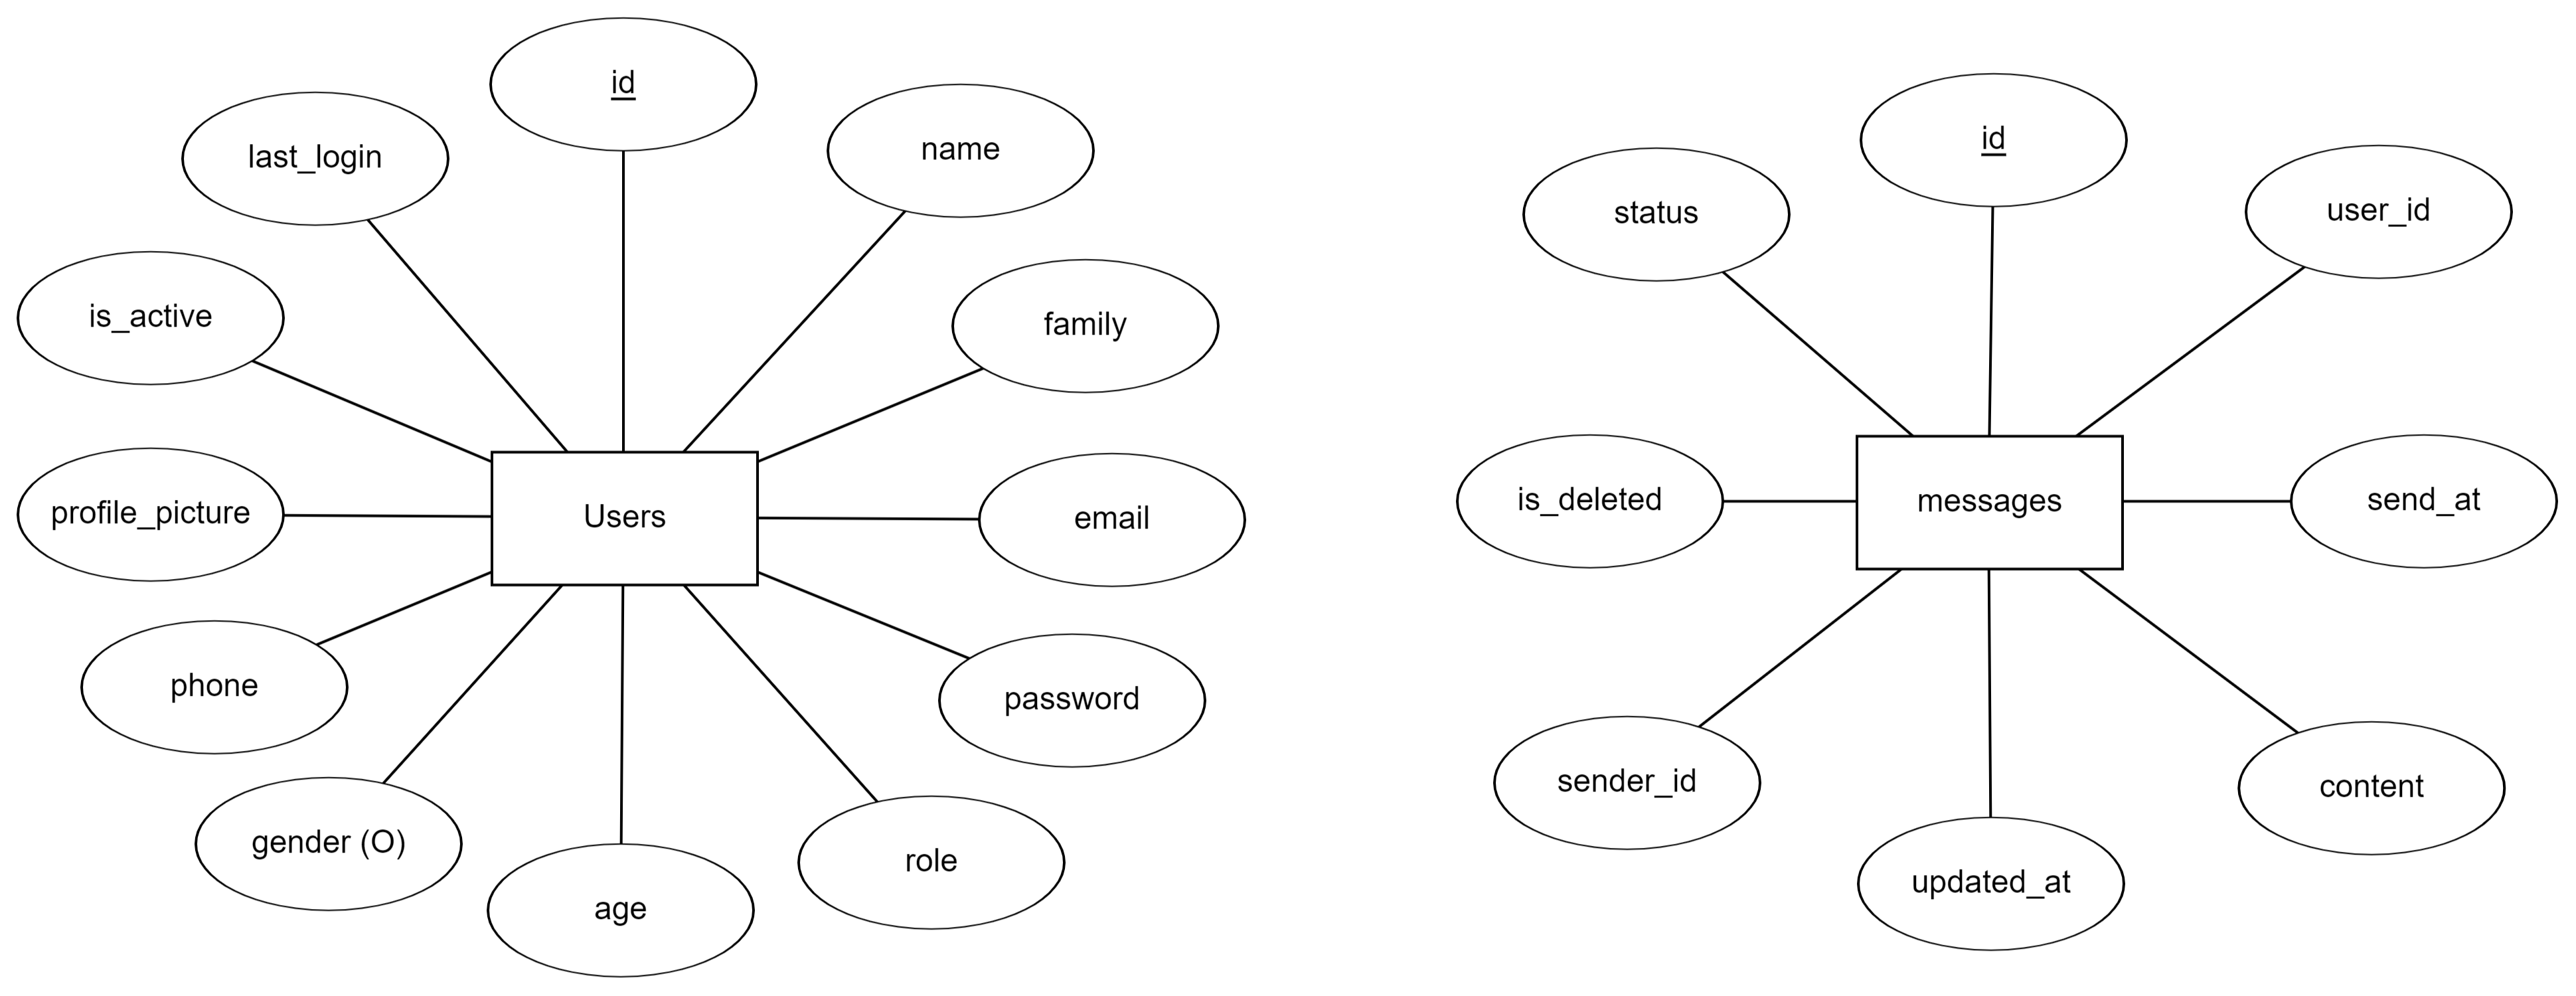 id
name
last_login
family
is_active
email
profile_picture
Users
password
phone
role
gender (O)
age
id
user_id
status
send_at
is_deleted
messages
content
sender_id
updated_at